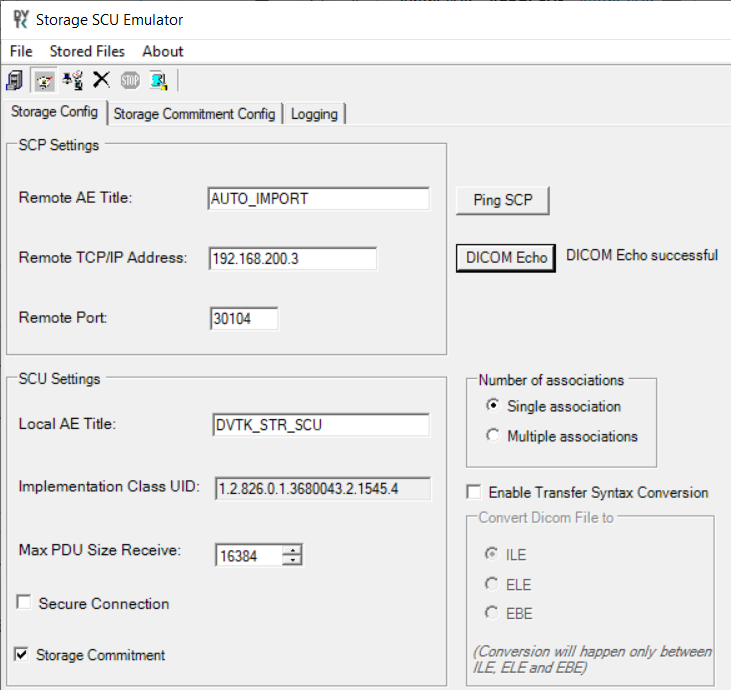 DVTK Storage SCU Emulator
File Stored Files About
STOP
Storage Config Storage Commitment Config Logging
SCP Settings
Remote AE Title: AUTO_IMPORT Ping SCP
Remote TCP/IP Address: 192.168.200.3 DICOM Echo DICOM Echo successful
Remote Port: 30104
SCU Settings
Local AE Title: DVTK_STR_SCU
Implementation Class UID: 1.2.826.0.1.3680043.2.1545.4
Max PDU Size Receive: 16384
Secure Connection
Storage Commitment
Number of associations
Single association
Multiple associations
Enable Transfer Syntax Conversion
Convert Dicom File to
ILE
ELE
EBE
(Conversion will happen only between
ILE, ELE and EBE)